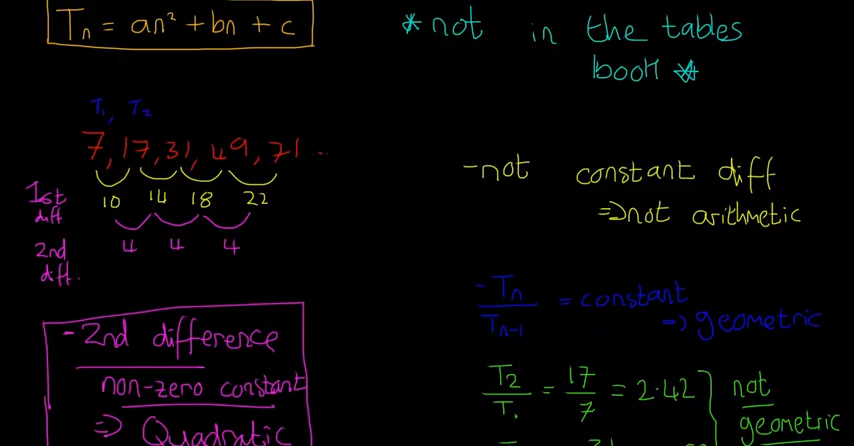 Tₙ = an² + bn + c
*not in the tables
book *
T₁, T₂
7, 17, 31, 49, 71 ...
1st diff 10 14 18 22
2nd diff. 4 4 4
-2nd difference
non-zero constant
⇒ Quadratic
-not constant diff
⇒not arithmetic
-Tₙ/Tₙ₋₁ = constant
⇒ geometric
T₂/T₁ = 17/7 = 2.42
not
geometric